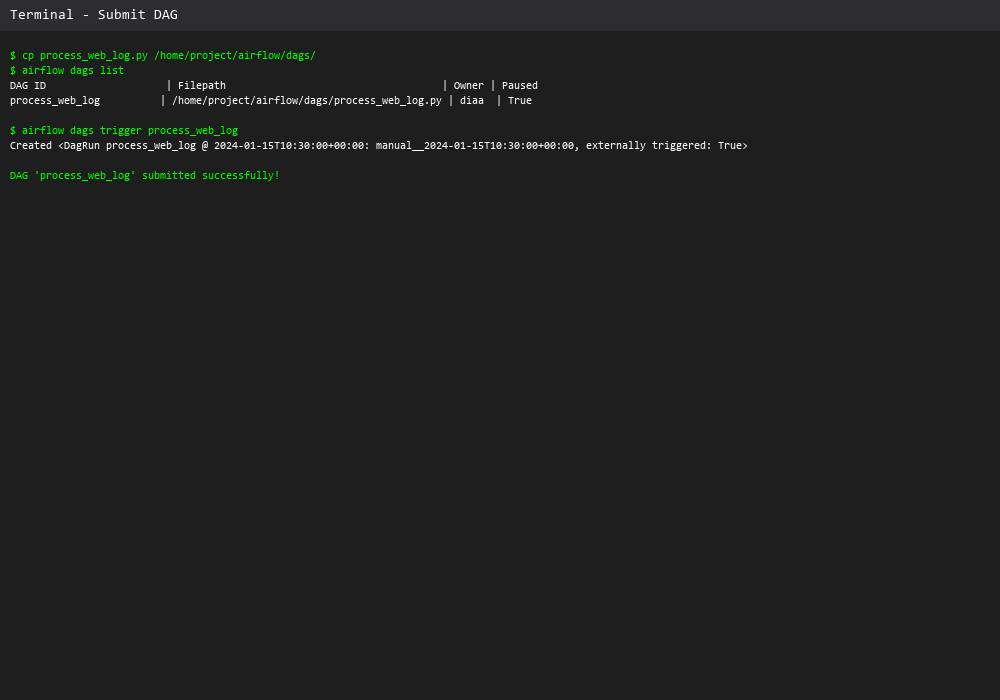 Terminal - Submit DAG
$ cp process_web_log.py /home/project/airflow/dags/
$ airflow dags list
DAG ID                    | Filepath                                    | Owner | Paused
process_web_log          | /home/project/airflow/dags/process_web_log.py | diaa  | True
$ airflow dags trigger process_web_log
Created <DagRun process_web_log @ 2024-01-15T10:30:00+00:00: manual__2024-01-15T10:30:00+00:00, externally triggered: True>
DAG 'process_web_log' submitted successfully!